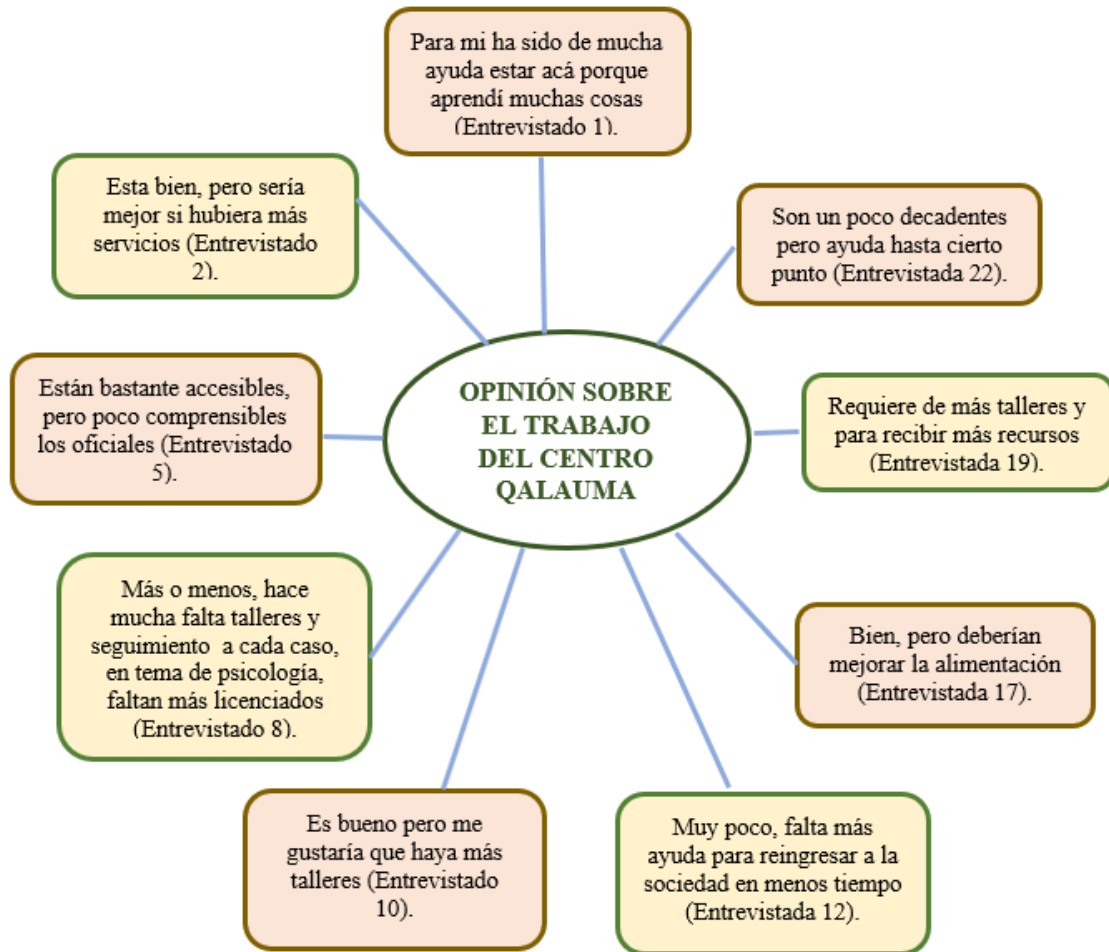 Para mi ha sido de mucha
ayuda estar acá porque
aprendí muchas cosas
(Entrevistado 1).
Esta bien, pero sería
mejor si hubiera más
servicios (Entrevistado
2).
Son un poco decadentes
pero ayuda hasta cierto
punto (Entrevistada 22).
OPINIÓN SOBRE
EL TRABAJO
DEL CENTRO
QALAUMA
Están bastante accesibles,
pero poco comprensibles
los oficiales (Entrevistado
5).
Requiere de más talleres y
para recibir más recursos
(Entrevistada 19).
Más o menos, hace
mucha falta talleres y
seguimiento a cada caso,
en tema de psicología,
faltan más licenciados
(Entrevistado 8).
Bien, pero deberían
mejorar la alimentación
(Entrevistada 17).
Es bueno pero me
gustaría que haya más
talleres (Entrevistado
10).
Muy poco, falta más
ayuda para reingresar a la
sociedad en menos tiempo
(Entrevistada 12).